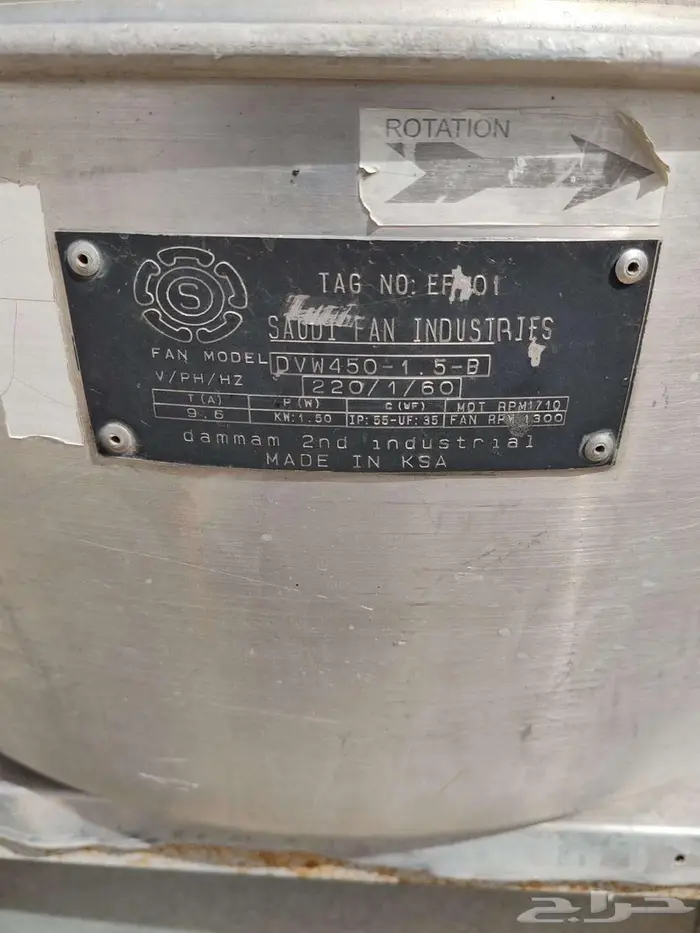 ROTATION
S
TAG NO: EF
SAUDI FAN INDUSTRIES
FAN MODEL DVW450-1.5-B
V/PH/HZ 220/1/60
T(A) P(W) C(UF) MOT RPM1710
9.6 KW:1.50 IP:55-UF:35 FAN RPM 1300
dammam 2nd industrial
MADE IN KSA
حراج